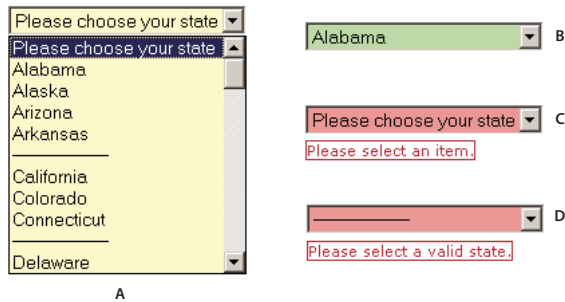 Please choose your state
Please choose your state
Alabama
Alaska
Arizona
Arkansas
California
Colorado
Connecticut
Delaware
A
Alabama
B
Please choose your state
C
Please select an item.
D
Please select a valid state.